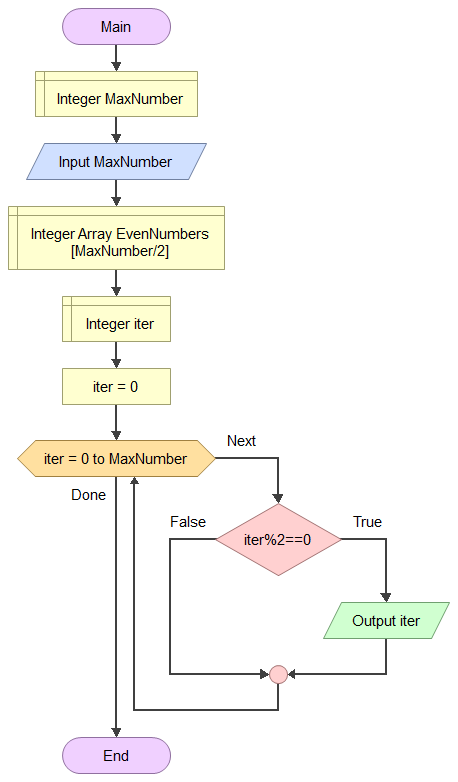 Main
Integer MaxNumber
Input MaxNumber
Integer Array EvenNumbers
[MaxNumber/2]
Integer iter
iter = 0
iter = 0 to MaxNumber
Next
Done
False
iter%2==0
True
Output iter
End